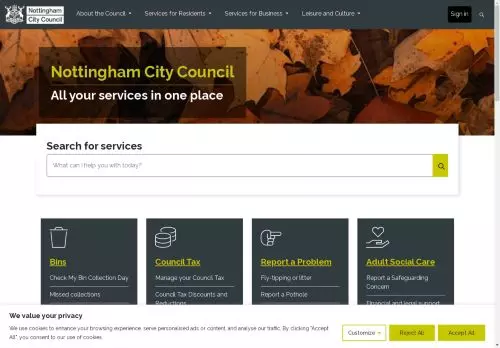 Nottingham
City Council
About the Council
Services for Residents
Services for Business
Leisure and Culture
Sign in
Nottingham City Council
All your services in one place
Search for services
What can I help you with today?
Bins
Check My Bin Collection Day
Missed collections
Council Tax
Manage your Council Tax
Council Tax Discounts and
Reductions
Report a Problem
Fly-tipping or litter
Report a Pothole
Adult Social Care
Report a Safeguarding
Concern
Financial and legal support
We value your privacy
We use cookies to enhance your browsing experience, serve personalised ads or content, and analyse our traffic. By clicking "Accept
All", you consent to our use of cookies.
Customize
Reject All
Accept All